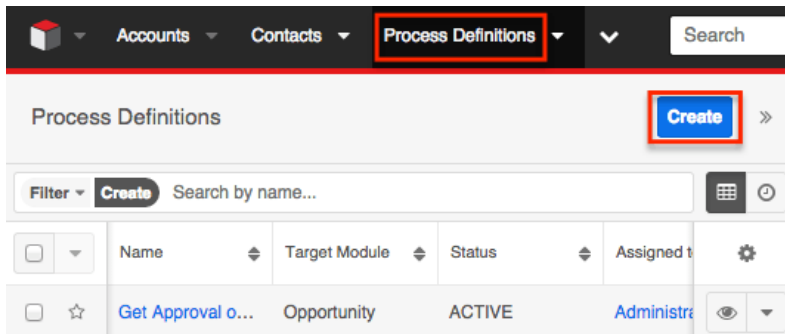 Accounts Contacts Process Definitions Search
Process Definitions Create
Filter Create Search by name...
Name Target Module Status Assigned t
Get Approval o... Opportunity ACTIVE Administra